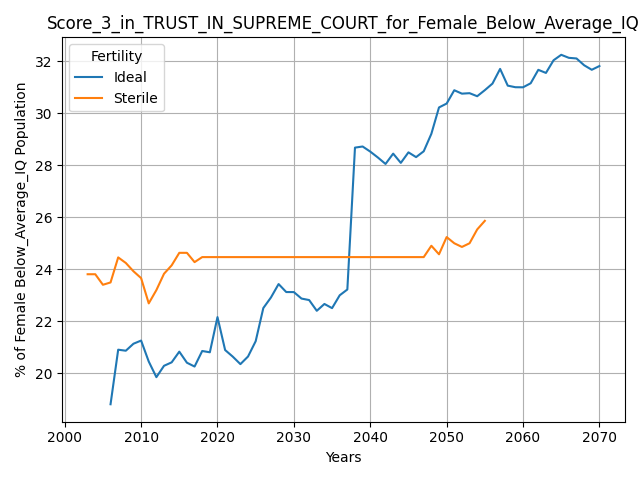 Score_3_in_TRUST_IN_SUPREME_COURT_for_Female_Below_Average_IQ
Fertility
Ideal
Sterile
% of Female Below_Average_IQ Population
32
30
28
26
24
22
20
2000 2010 2020 2030 2040 2050 2060 2070
Years